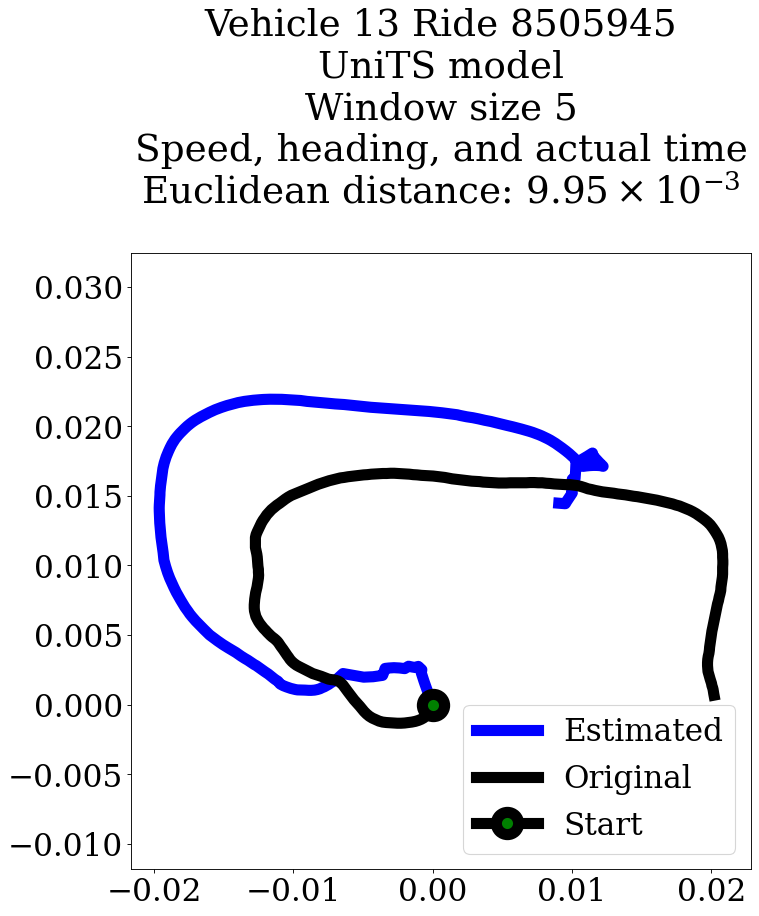 Vehicle 13 Ride 8505945
UniTS model
Window size 5
Speed, heading, and actual time
Euclidean distance: 9.95 × 10⁻³
0.030
0.025
0.020
0.015
0.010
0.005
0.000
−0.005
−0.010
Estimated
Original
Start
−0.02 −0.01 0.00 0.01 0.02